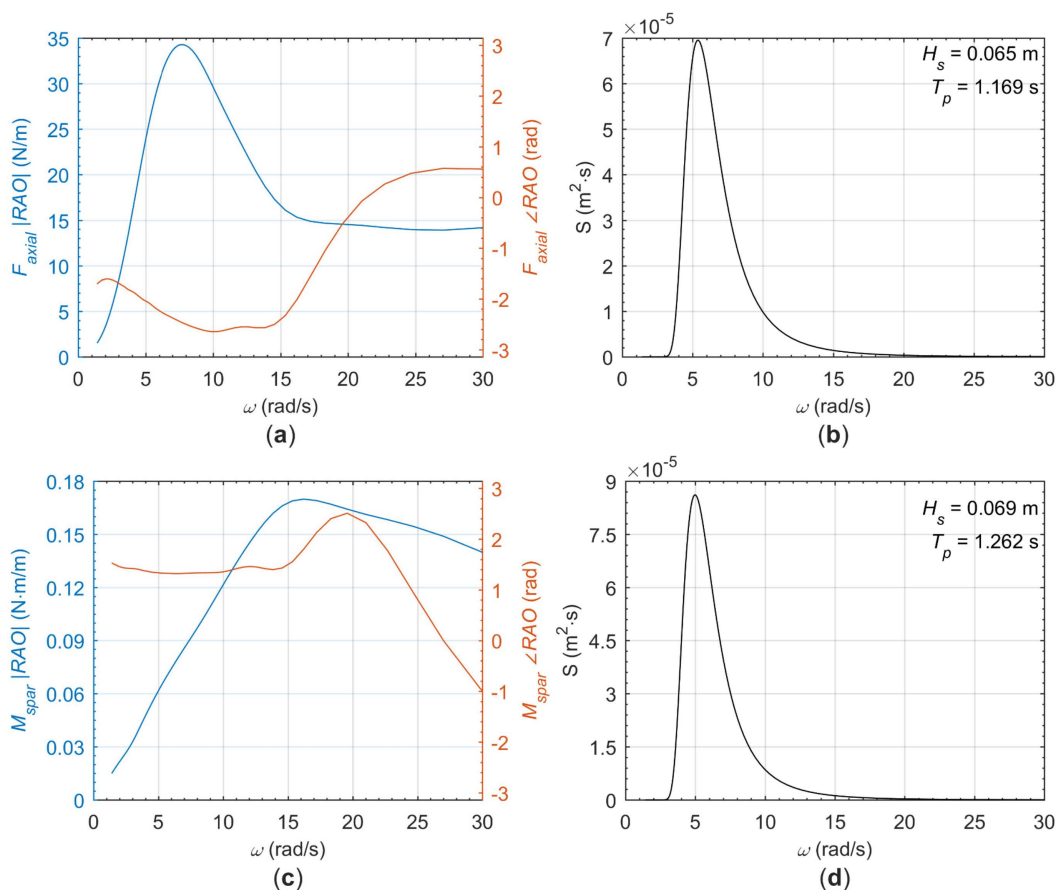 35
30
25
20
15
10
5
0
F_axial |RAO| (N/m)
3
2
1
0
-1
-2
-3
F_axial ∠RAO (rad)
0 5 10 15 20 25 30
ω (rad/s)
(a)
×10⁻⁵
7
6
5
4
3
2
1
0
S (m²·s)
H_s = 0.065 m
T_p = 1.169 s
0 5 10 15 20 25 30
ω (rad/s)
(b)
0.18
0.15
0.12
0.09
0.06
0.03
0
M_spar |RAO| (N·m/m)
3
2
1
0
-1
-2
-3
M_spar ∠RAO (rad)
0 5 10 15 20 25 30
ω (rad/s)
(c)
×10⁻⁵
9
7.5
6
4.5
3
1.5
0
S (m²·s)
H_s = 0.069 m
T_p = 1.262 s
0 5 10 15 20 25 30
ω (rad/s)
(d)